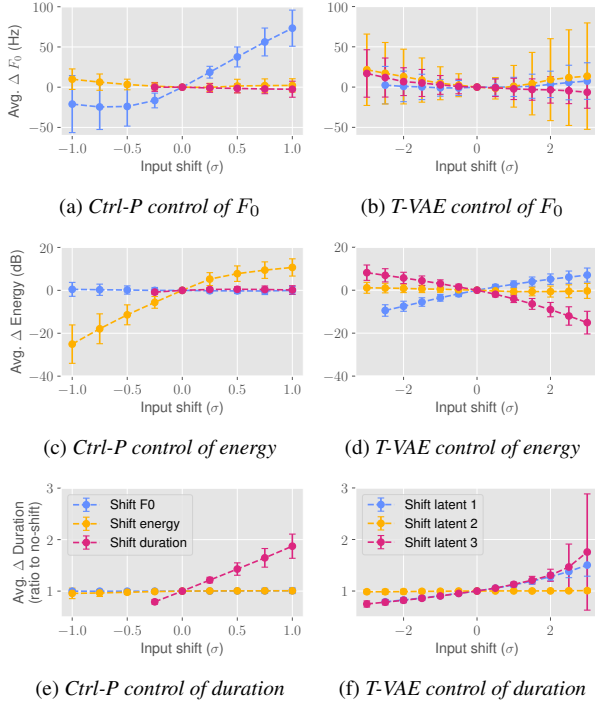 100
50
0
−50
Avg. Δ F₀ (Hz)
−1.0 −0.5 0.0 0.5 1.0
Input shift (σ)
(a) Ctrl-P control of F₀
100
50
0
−50
−2 0 2
Input shift (σ)
(b) T-VAE control of F₀
20
0
−20
−40
Avg. Δ Energy (dB)
−1.0 −0.5 0.0 0.5 1.0
Input shift (σ)
(c) Ctrl-P control of energy
20
0
−20
−40
−2 0 2
Input shift (σ)
(d) T-VAE control of energy
3
2
1
Avg. Δ Duration
(ratio to no-shift)
Shift F0
Shift energy
Shift duration
−1.0 −0.5 0.0 0.5 1.0
Input shift (σ)
(e) Ctrl-P control of duration
3
2
1
Shift latent 1
Shift latent 2
Shift latent 3
−2 0 2
Input shift (σ)
(f) T-VAE control of duration